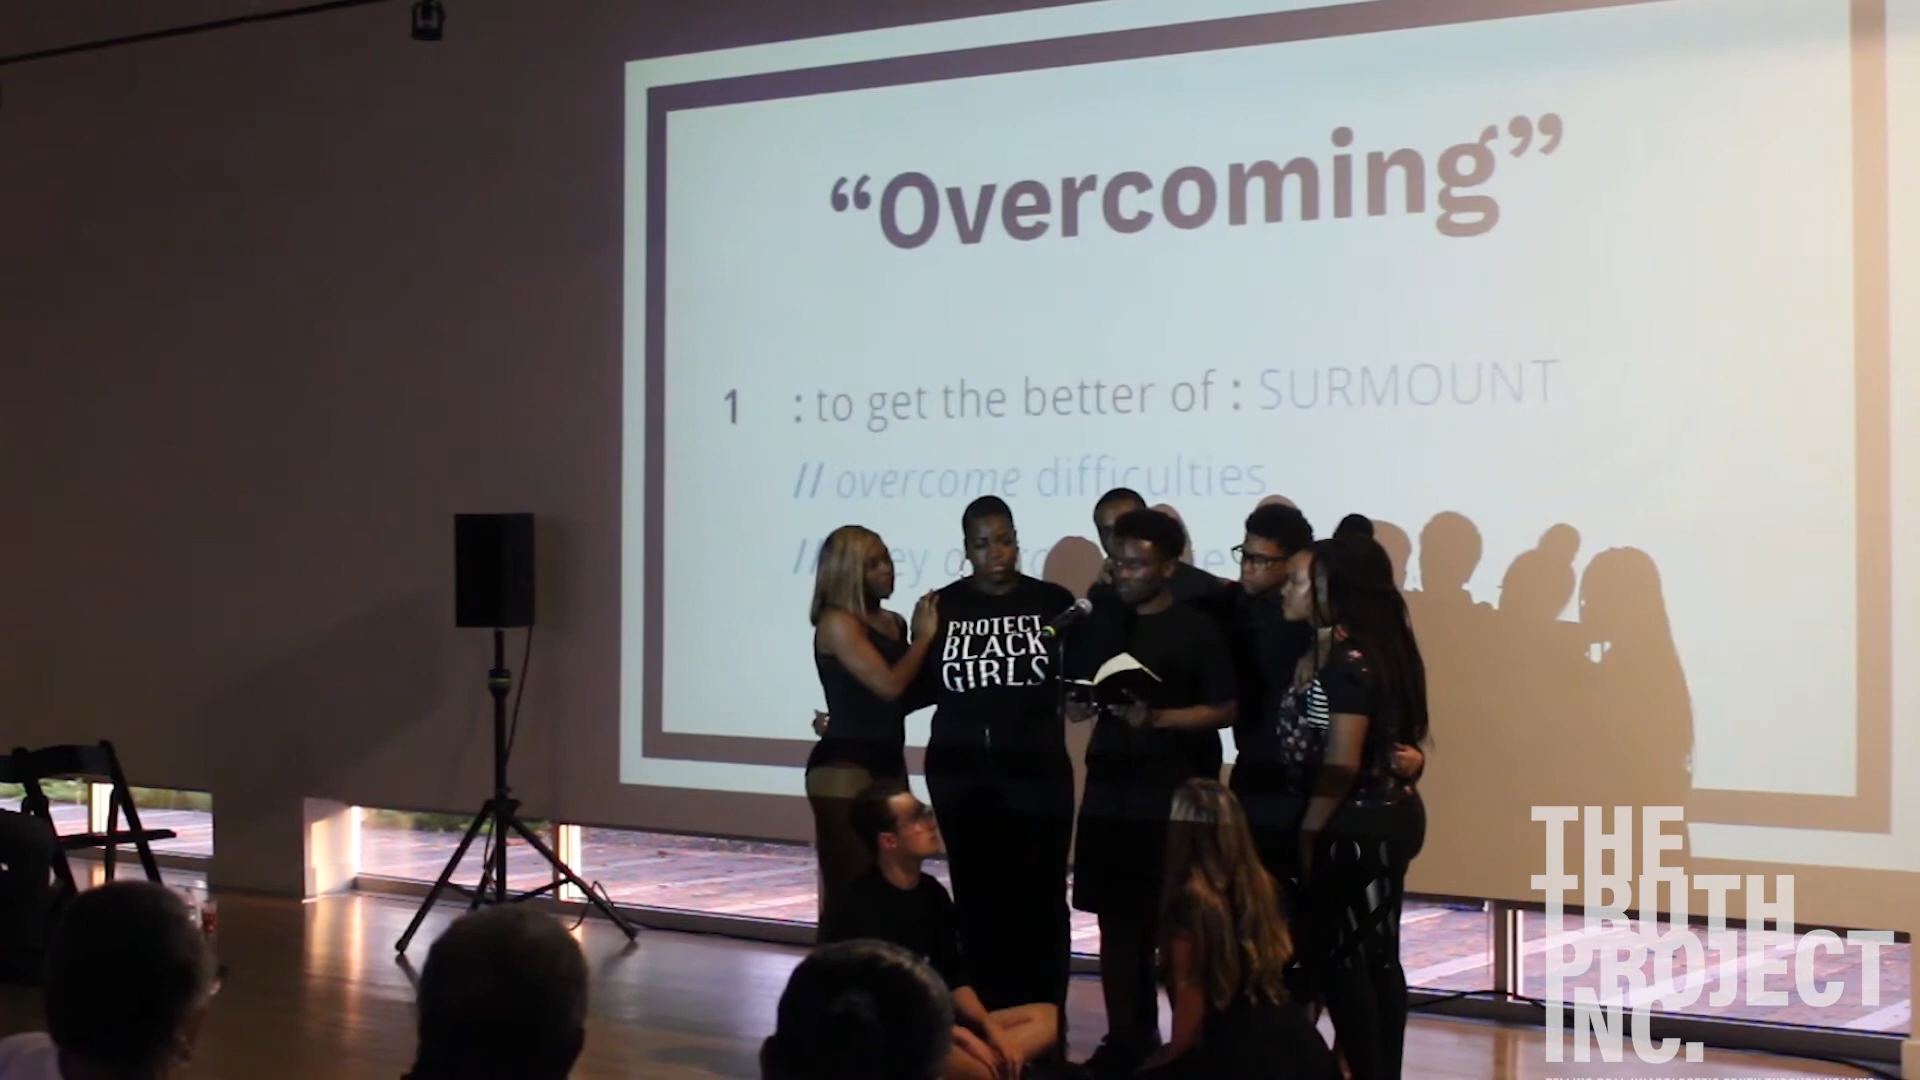 “Overcoming”
1 : to get the better of : SURMOUNT
// overcome difficulties
PROTECT
BLACK
GIRLS
THE
TRUTH
PROJECT
INC.